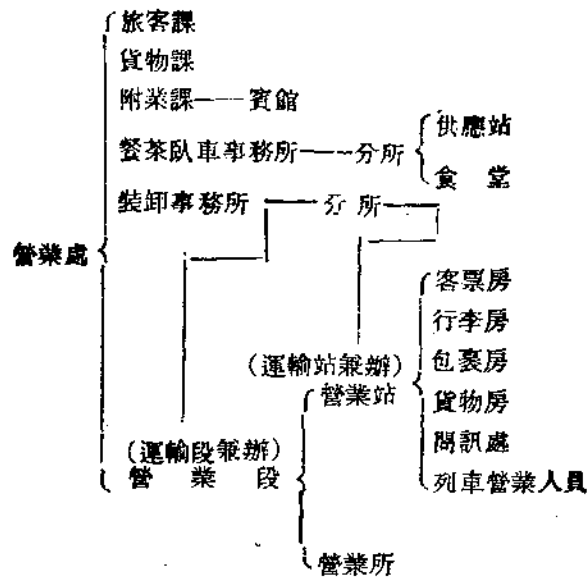 旅客課
貨物課
附業課——賓館
餐茶臥車事務所——分所
供應站
食堂
裝卸事務所
分所
營業處
客票房
行李房
包裹房
貨物房
問訊處
列車營業人員
(運輸站兼辦)
營業站
(運輸段兼辦)
營業段
營業所